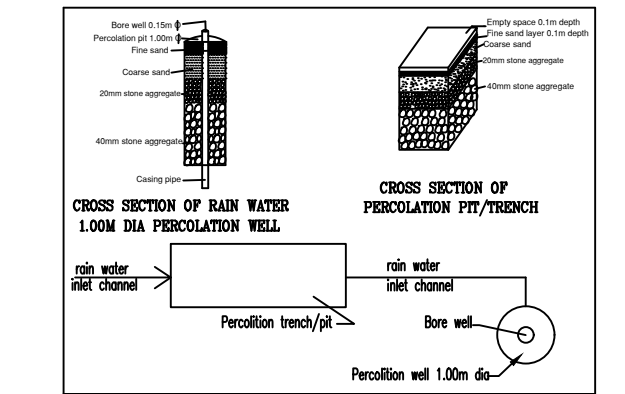 Bore well 0.15m ϕ
Percolation pit 1.00m ϕ
Fine sand
Coarse sand
20mm stone aggregate
40mm stone aggregate
Casing pipe
CROSS SECTION OF RAIN WATER
1.00M DIA PERCOLATION WELL
Empty space 0.1m depth
Fine sand layer 0.1m depth
Coarse sand
20mm stone aggregate
40mm stone aggregate
CROSS SECTION OF
PERCOLATION PIT/TRENCH
rain water
inlet channel
Percolition trench/pit
rain water
inlet channel
Bore well
Percolition well 1.00m dia